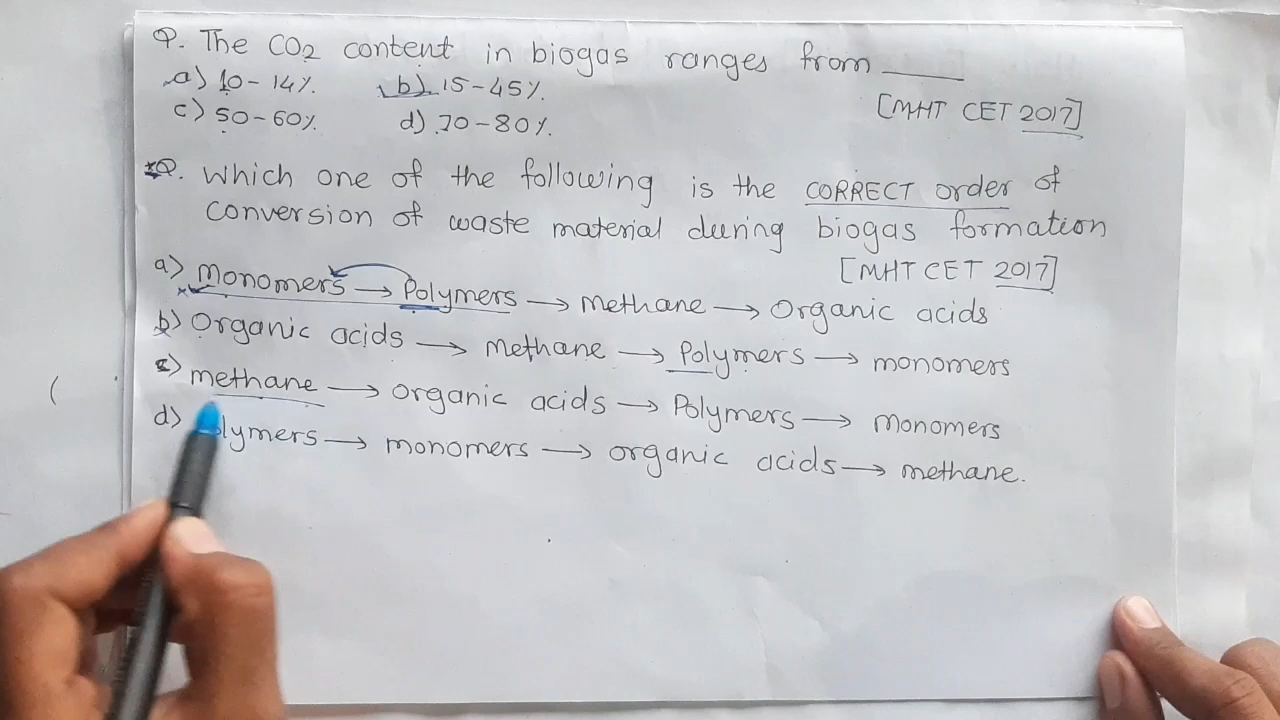 Q. The CO2 content in biogas ranges from ____
a) 10-14%. b) 15-45%.
c) 50-60%. d) 70-80%.
[MHT CET 2017]
*Q. Which one of the following is the CORRECT order of
conversion of waste material during biogas formation
[MHT CET 2017]
a) Monomers → Polymers → Methane → Organic acids
b) Organic acids → Methane → Polymers → monomers
c) methane → organic acids → Polymers → Monomers
d) Polymers → monomers → organic acids → methane.